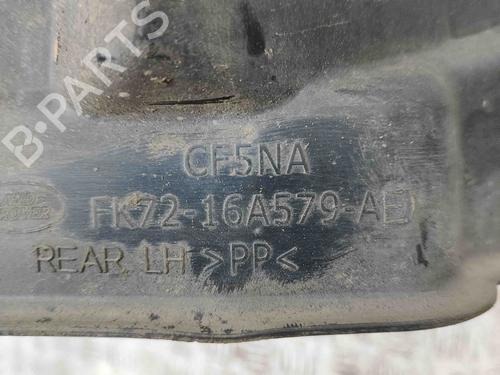 B-PARTS
CF5NA
FK72-16A579-AE
REAR LH >PP<